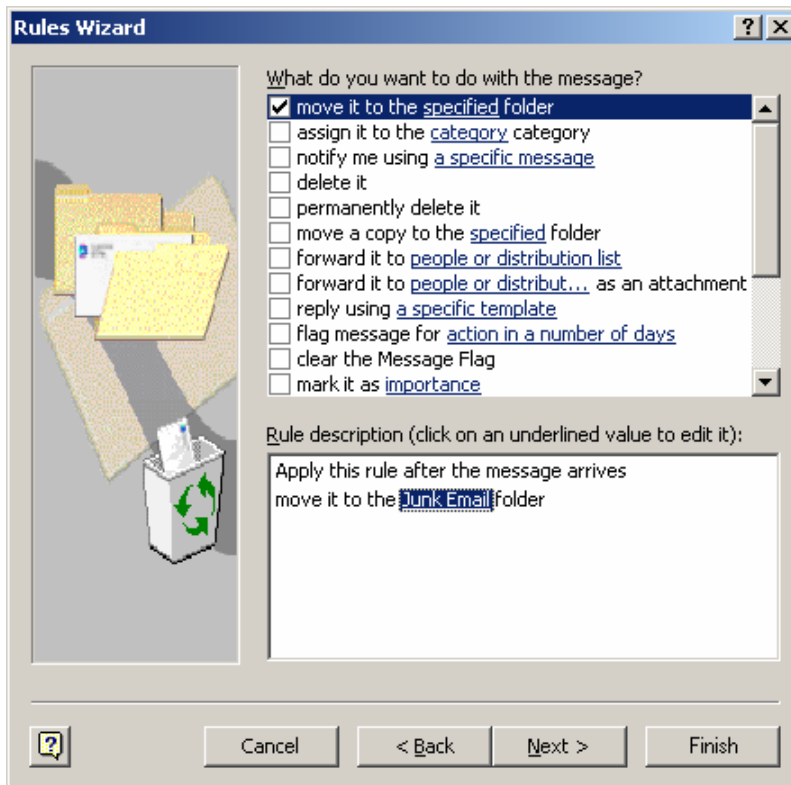 Rules Wizard
What do you want to do with the message?
move it to the specified folder
assign it to the category category
notify me using a specific message
delete it
permanently delete it
move a copy to the specified folder
forward it to people or distribution list
forward it to people or distribut... as an attachment
reply using a specific template
flag message for action in a number of days
clear the Message Flag
mark it as importance
Rule description (click on an underlined value to edit it):
Apply this rule after the message arrives
move it to the Junk Email folder
Cancel
< Back
Next >
Finish